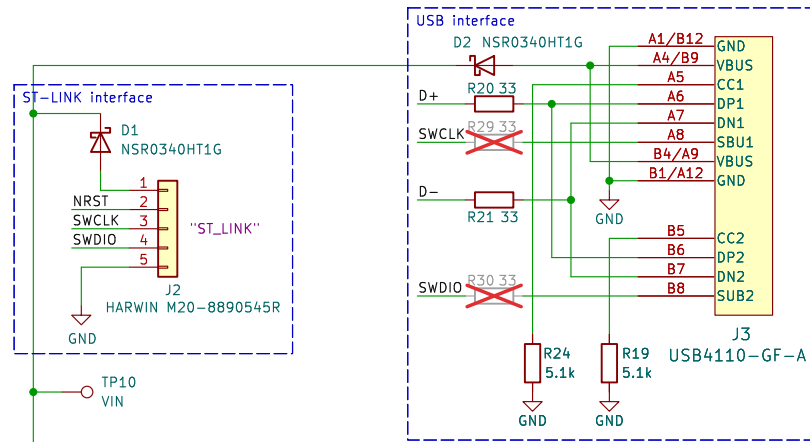 USB interface
D2 NSR0340HT1G
A1/B12
GND
A4/B9
VBUS
A5
CC1
D+
R20 33
A6
DP1
A7
DN1
SWCLK
R29 33
A8
SBU1
B4/A9
VBUS
B1/A12
GND
D-
R21 33
GND
B5
CC2
B6
DP2
B7
DN2
SWDIO
R30 33
B8
SUB2
J3
USB4110-GF-A
R24
5.1k
R19
5.1k
GND
GND
ST-LINK interface
D1
NSR0340HT1G
1
NRST
2
SWCLK
3
SWDIO
4
5
"ST_LINK"
J2
HARWIN M20-8890545R
GND
TP10
VIN